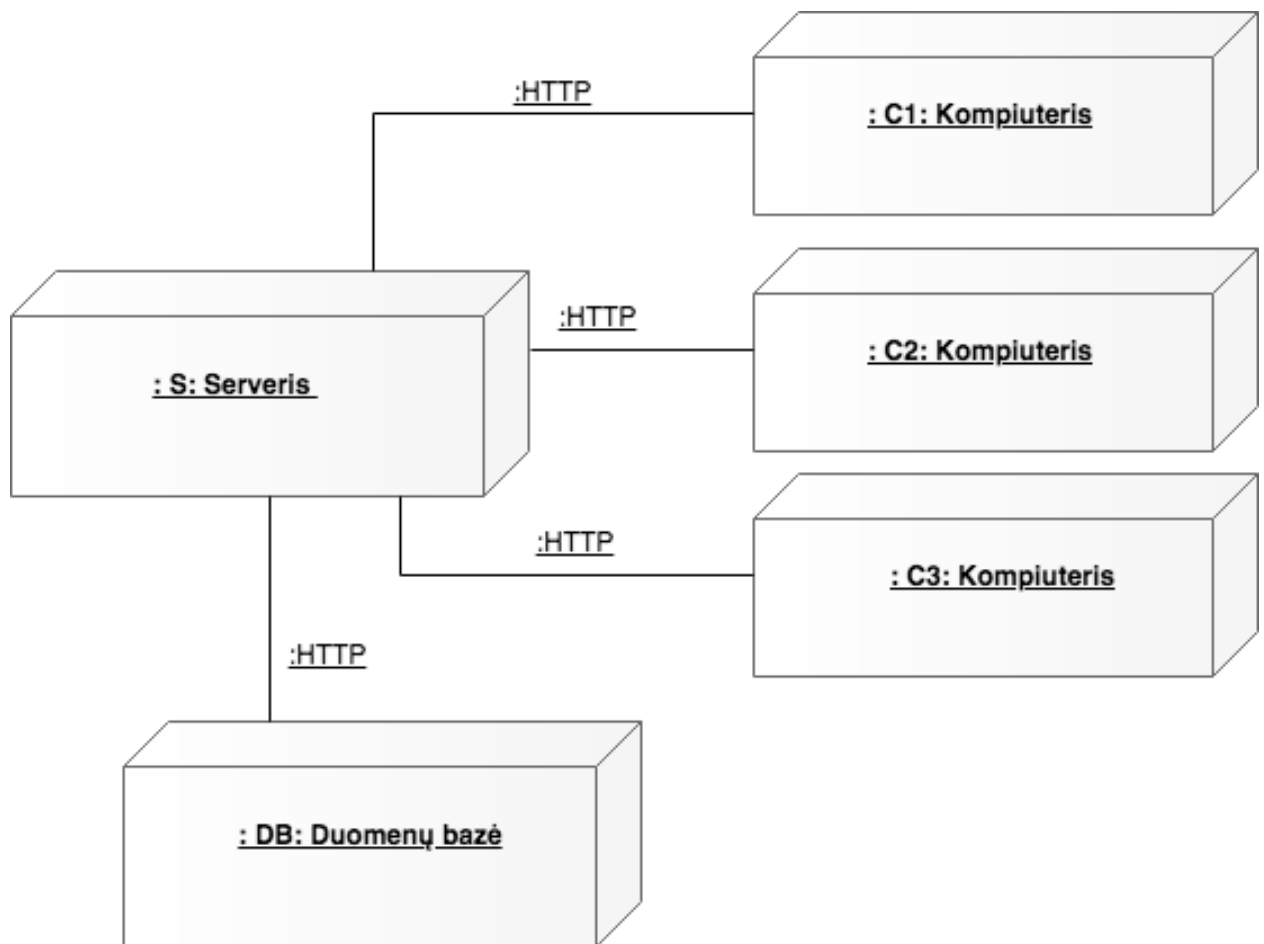 :HTTP
: C1: Kompiuteris
:HTTP
: C2: Kompiuteris
: S: Serveris
:HTTP
: C3: Kompiuteris
:HTTP
: DB: Duomenų bazė